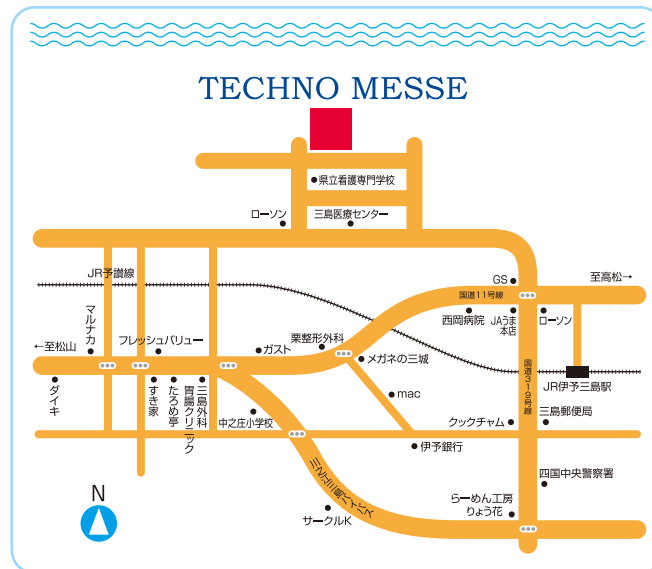 TECHNO MESSE
県立看護専門学校
ローソン
三島医療センター
JR予讃線
GS
至高松→
国道11号線
マルナカ
西岡病院
JAうま
本店
ローソン
栗整形外科
←至松山
フレッシュバリュー
ガスト
メガネの三城
国道319号線
JR伊予三島駅
ダイキ
すき家
たろめ亭
三島外科
胃腸クリニック
mac
中之庄小学校
クックチャム
三島郵便局
伊予銀行
四国中央警察署
N
らーめん工房
りょう花
サークルK